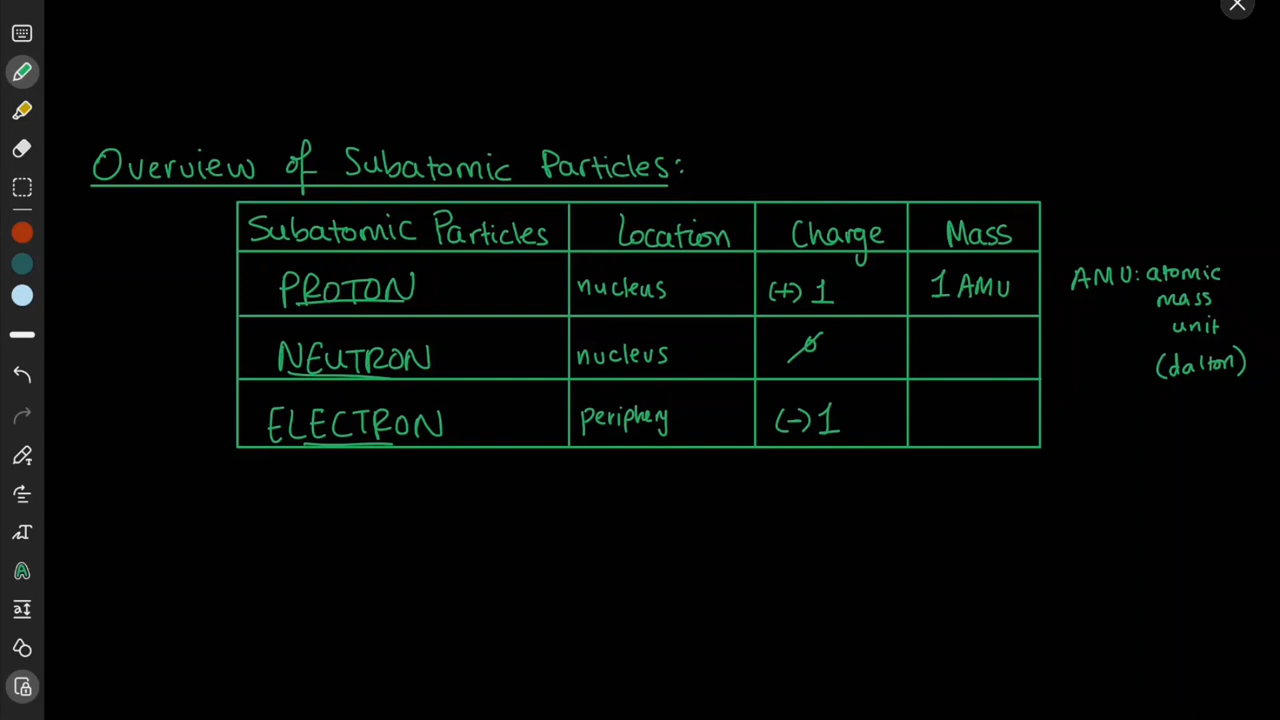 Overview of Subatomic Particles:
Subatomic Particles Location Charge Mass
PROTON nucleus (+) 1 1 AMU
NEUTRON nucleus ∅
ELECTRON periphery (-) 1
AMU: atomic
mass
unit
(dalton)